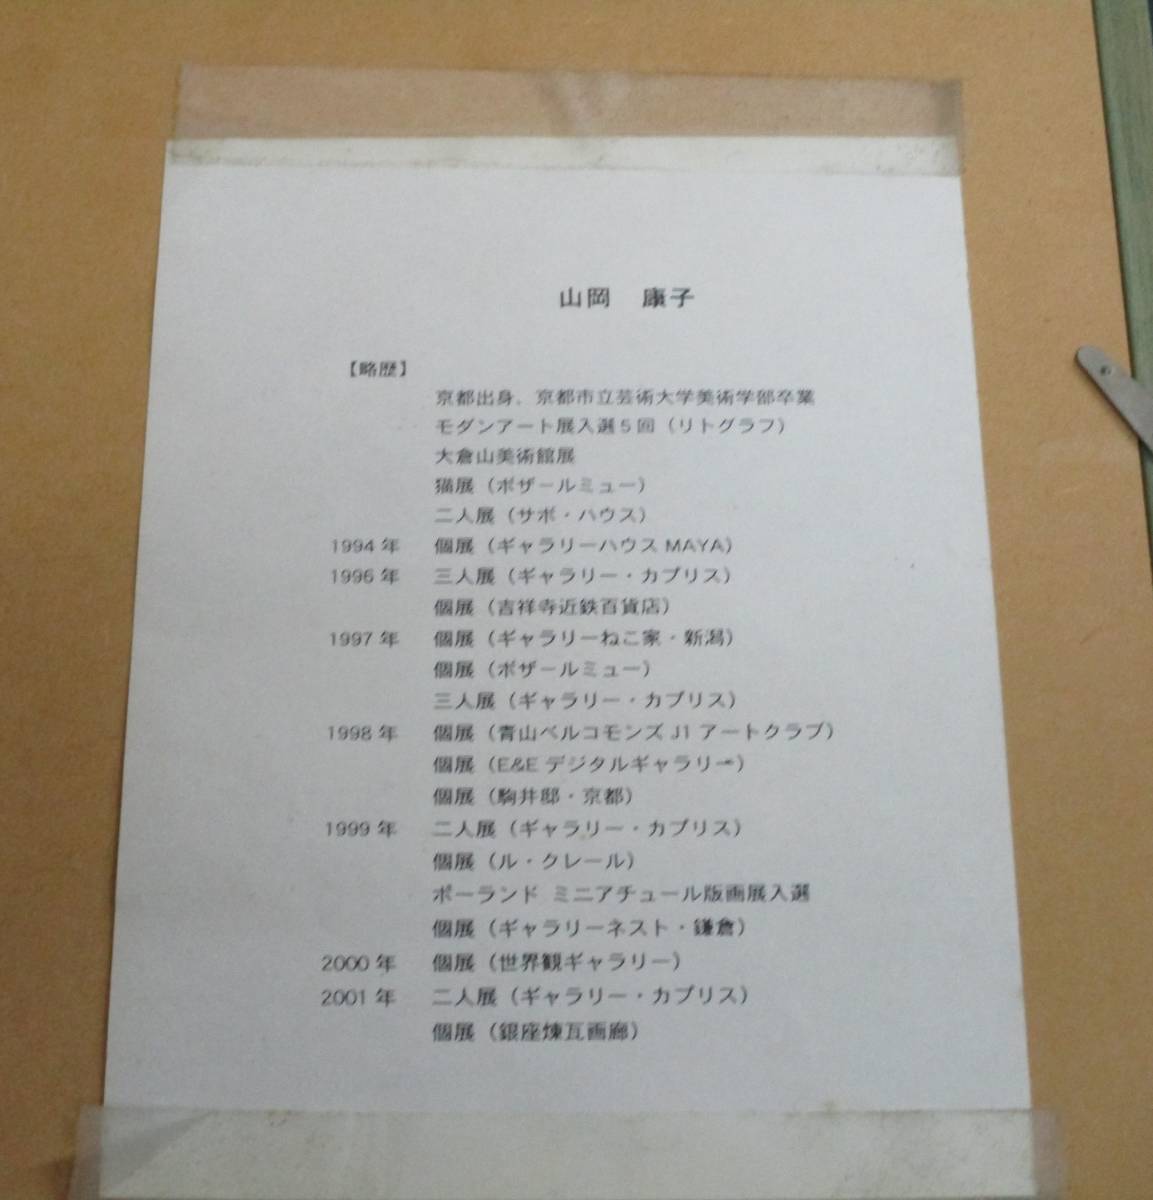 山岡　康子
【略歴】
京都出身、京都市立芸術大学美術学部卒業
モダンアート展入選5回（リトグラフ）
大倉山美術館展
猫展（ボザールミュー）
二人展（サボ・ハウス）
1994年　個展（ギャラリーハウスMAYA）
1996年　三人展（ギャラリー・カプリス）
個展（吉祥寺近鉄百貨店）
1997年　個展（ギャラリーねこ家・新潟）
個展（ボザールミュー）
三人展（ギャラリー・カプリス）
1998年　個展（青山ベルコモンズJ1アートクラブ）
個展（E&Eデジタルギャラリー）
個展（駒井邸・京都）
1999年　二人展（ギャラリー・カプリス）
個展（ル・クレール）
ポーランド ミニアチュール版画展入選
個展（ギャラリーネスト・鎌倉）
2000年　個展（世界観ギャラリー）
2001年　二人展（ギャラリー・カプリス）
個展（銀座煉瓦画廊）